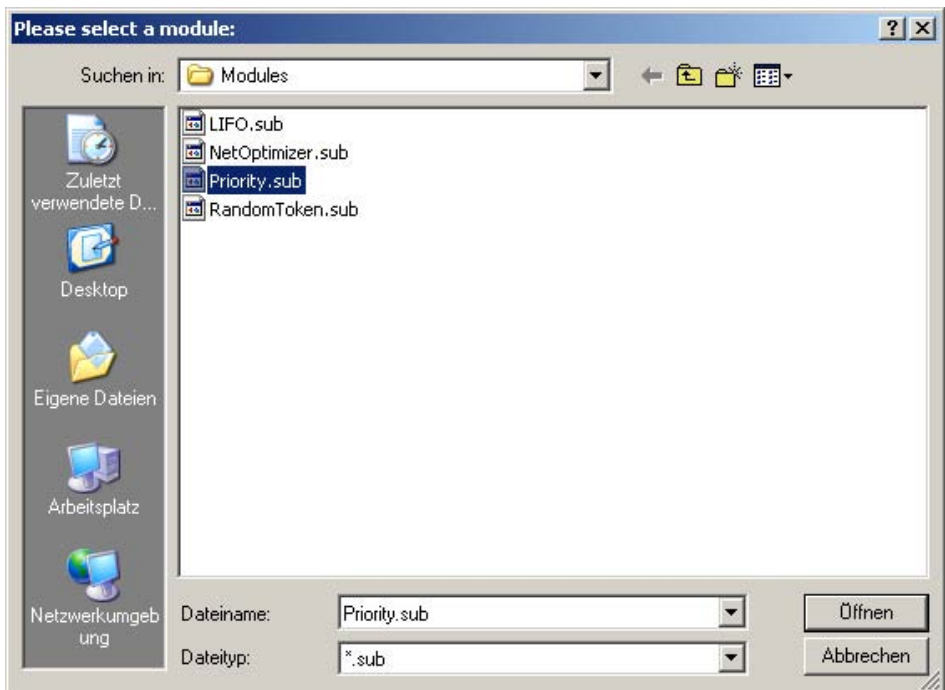 Please select a module:
Suchen in:
Modules
LIFO.sub
NetOptimizer.sub
Priority.sub
RandomToken.sub
Zuletzt
verwendete D...
Desktop
Eigene Dateien
Arbeitsplatz
Netzwerkumgeb
ung
Dateiname:
Priority.sub
Öffnen
Dateityp:
*.sub
Abbrechen